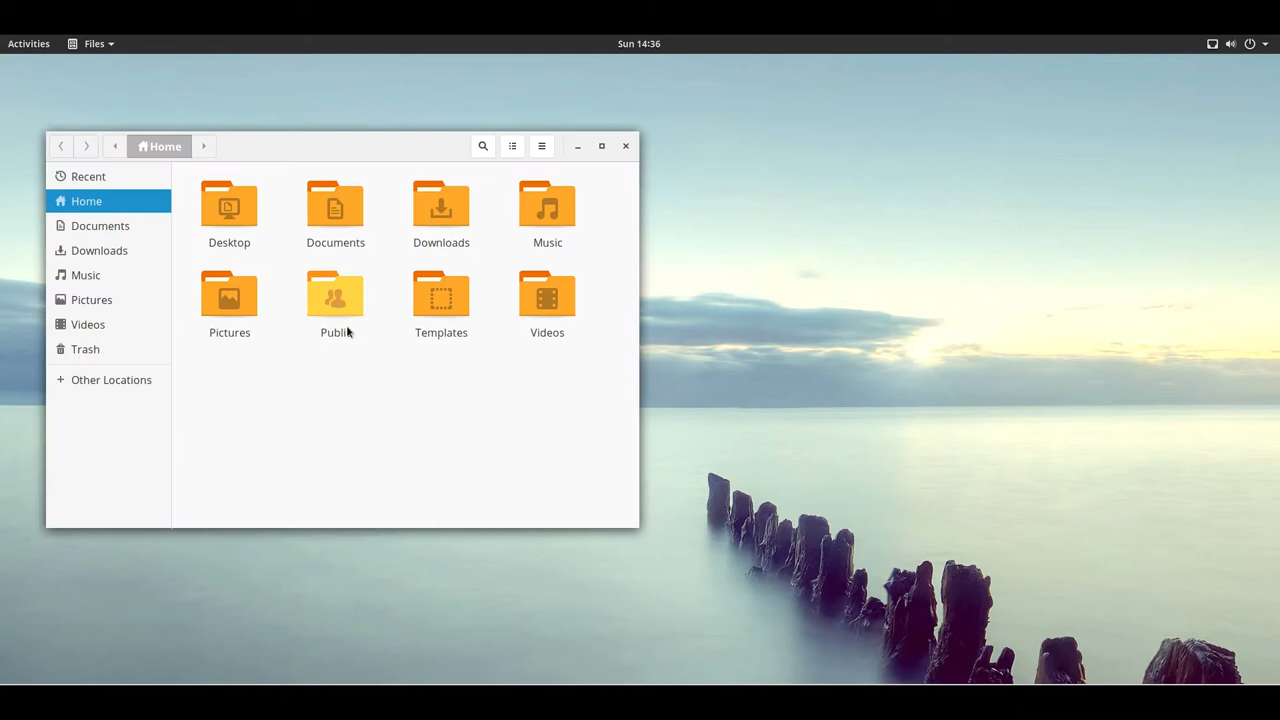 Activities Files Sun 14:36
Home
Recent
Home
Documents
Downloads
Music
Pictures
Videos
Trash
Other Locations
Desktop Documents Downloads Music
Pictures Public Templates Videos